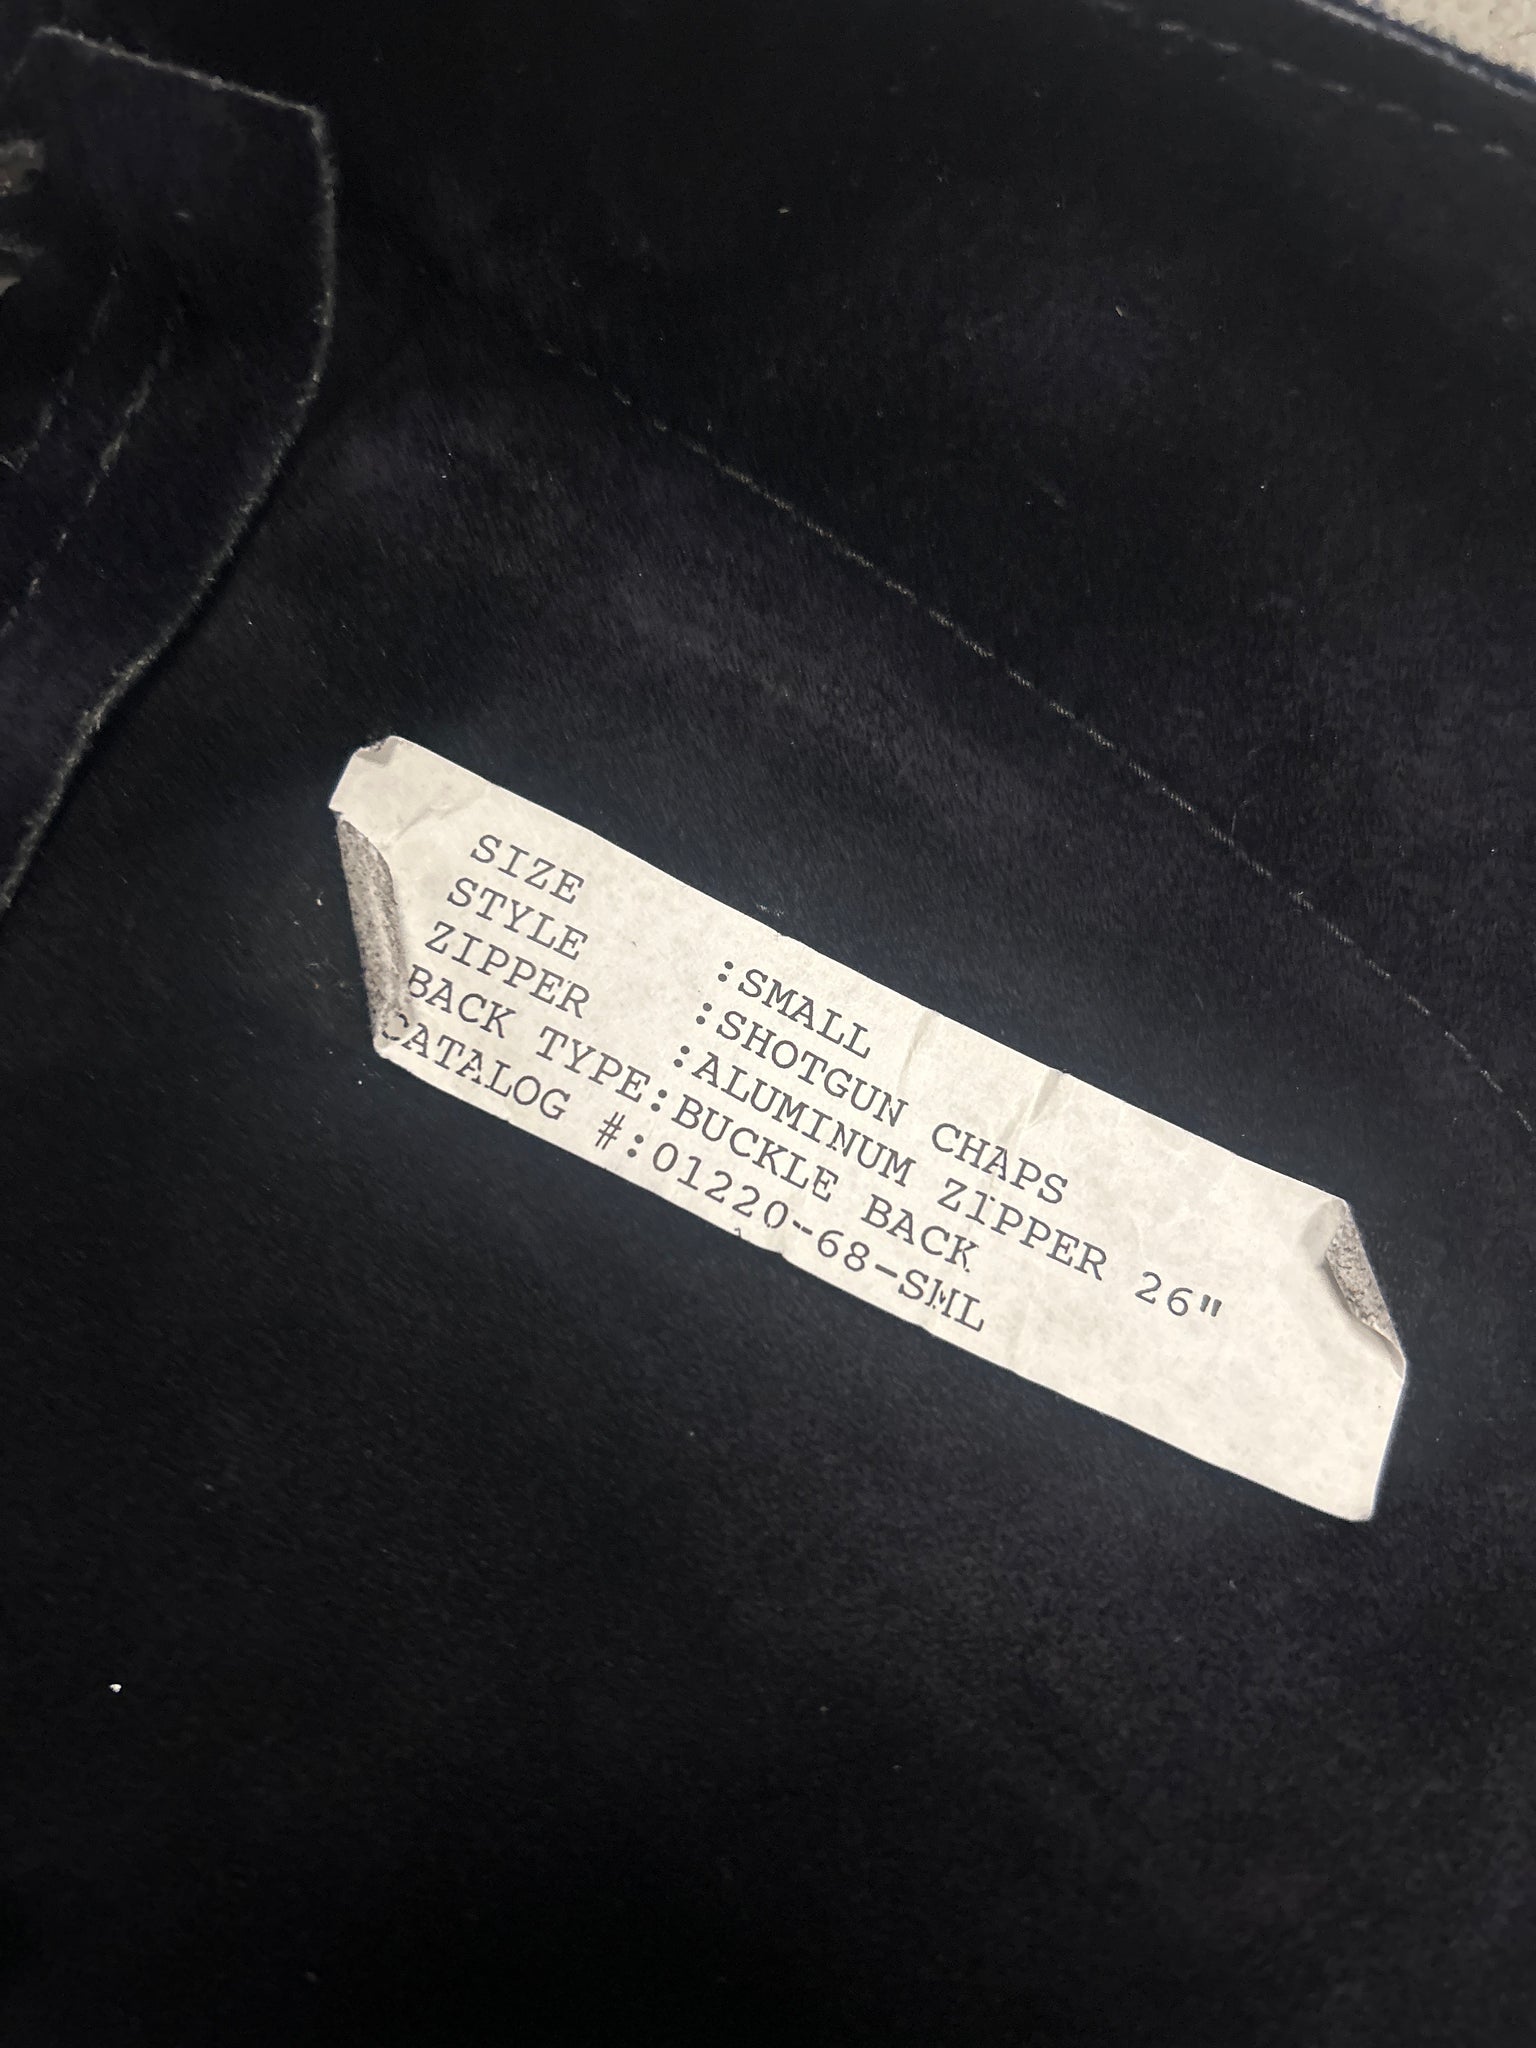 SIZE :SMALL
STYLE :SHOTGUN CHAPS
ZIPPER :ALUMINUM ZIPPER 26"
BACK TYPE:BUCKLE BACK
CATALOG #:01220-68-SML